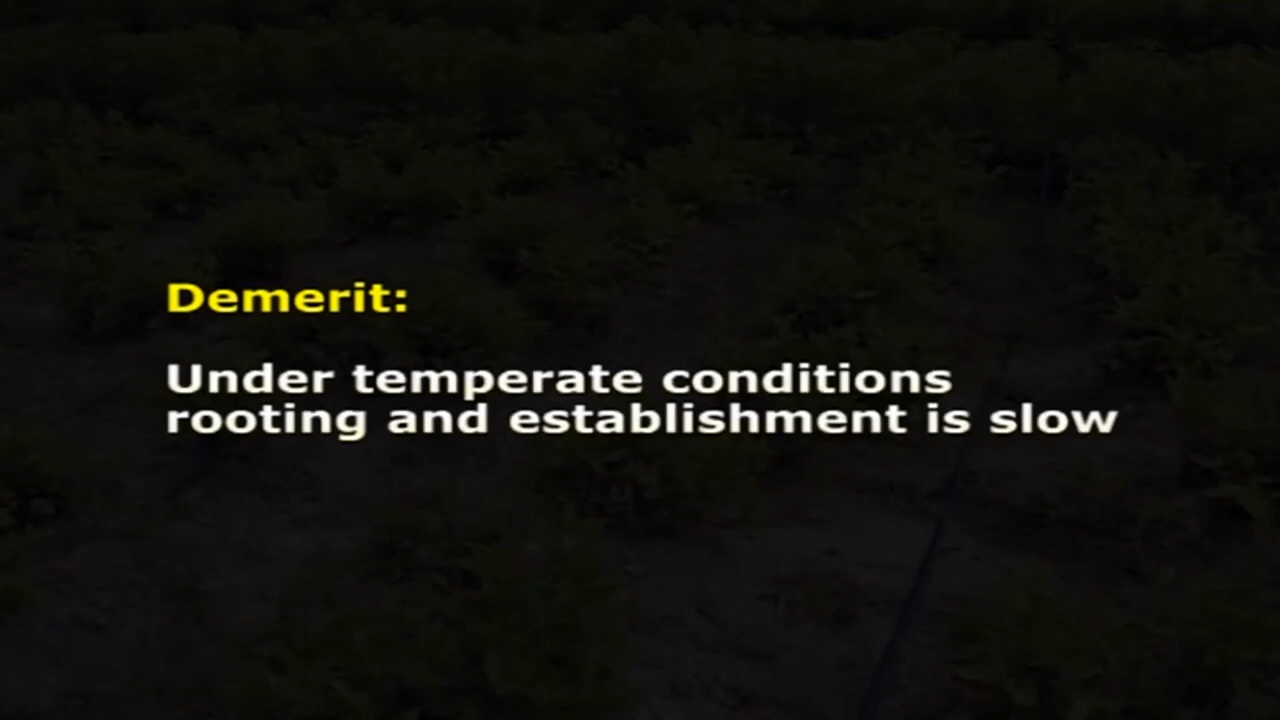 Demerit:
Under temperate conditions
rooting and establishment is slow